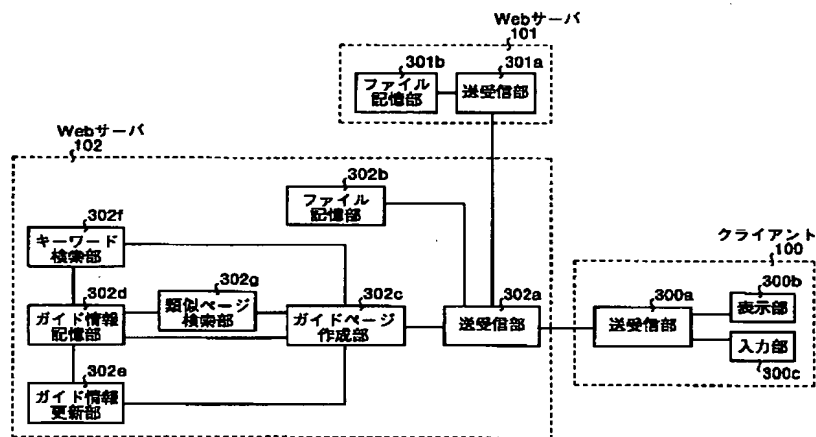 Webサーバ
101
301b
ファイル
記憶部
301a
送受信部
Webサーバ
102
302b
ファイル
記憶部
302f
キーワード
検索部
302g
類似ページ
検索部
302d
ガイド情報
記憶部
302c
ガイドページ
作成部
302a
送受信部
302e
ガイド情報
更新部
クライアント
100
300a
送受信部
300b
表示部
入力部
300c